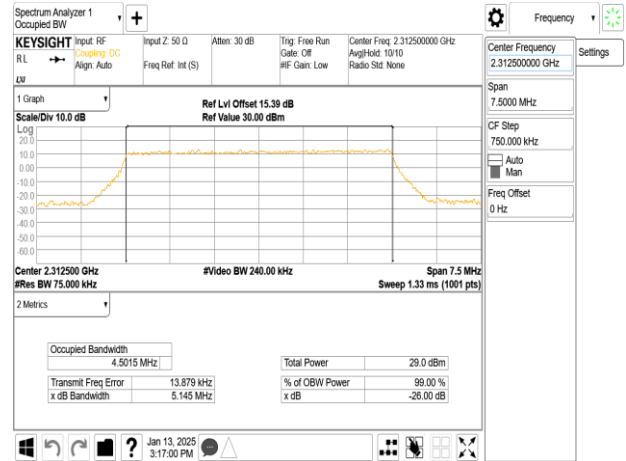 Spectrum Analyzer 1
Occupied BW
Frequency
KEYSIGHT
Input: RF
Input Z: 50 Ω
Atten: 30 dB
Trig: Free Run
Center Freq: 2.312500000 GHz
RL
Coupling: DC
Gate: Off
Avg|Hold: 10/10
Align: Auto
Freq Ref: Int (S)
#IF Gain: Low
Radio Std: None
LXI
Center Frequency
2.312500000 GHz
Settings
Span
7.5000 MHz
CF Step
750.000 kHz
Auto
Man
Freq Offset
0 Hz
1 Graph
Ref Lvl Offset 15.39 dB
Scale/Div 10.0 dB
Ref Value 30.00 dBm
Log
20.0
10.0
0.00
-10.0
-20.0
-30.0
-40.0
-50.0
-60.0
Center 2.312500 GHz
#Video BW 240.00 kHz
Span 7.5 MHz
#Res BW 75.000 kHz
Sweep 1.33 ms (1001 pts)
2 Metrics
Occupied Bandwidth
4.5015 MHz
Total Power
29.0 dBm
Transmit Freq Error
13.879 kHz
% of OBW Power
99.00 %
x dB Bandwidth
5.145 MHz
x dB
-26.00 dB
?
Jan 13, 2025
3:17:00 PM